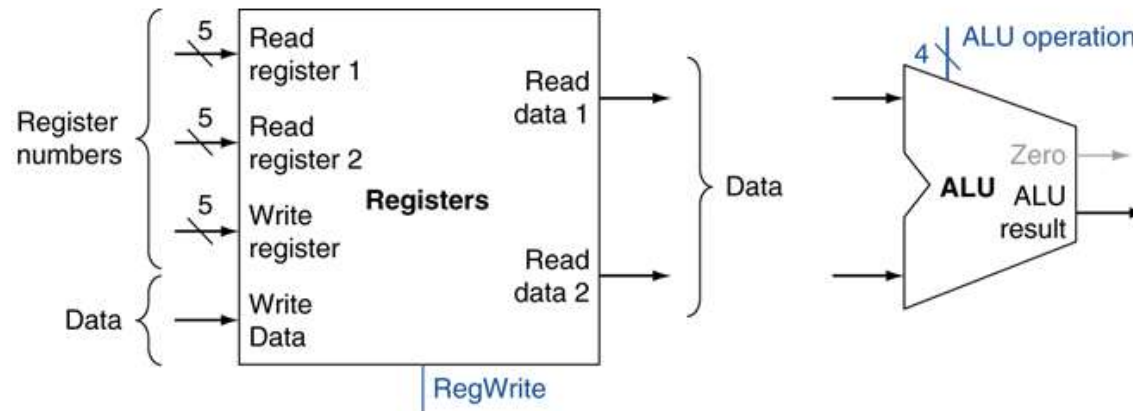 Register
numbers
Data
5
Read
register 1
5
Read
register 2
5
Write
register
Write
Data
Registers
Read
data 1
Read
data 2
RegWrite
Data
4
ALU operation
Zero
ALU
ALU
result